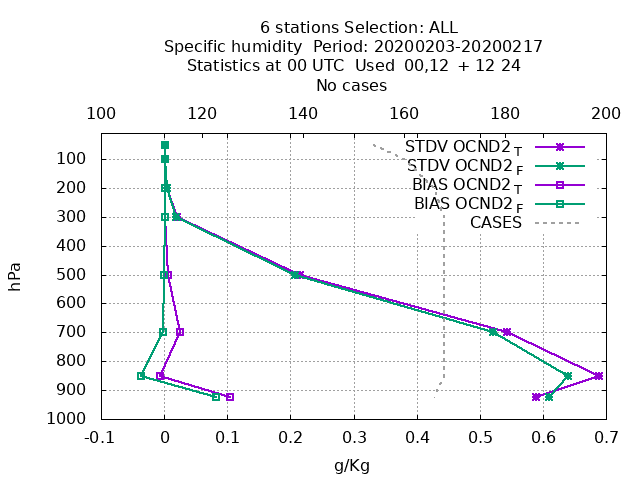 6 stations Selection: ALL
Specific humidity  Period: 20200203-20200217
Statistics at 00 UTC  Used  00,12  + 12 24
No cases
100 120 140 160 180 200
STDV OCND2 T
STDV OCND2 F
BIAS OCND2 T
BIAS OCND2 F
CASES
100
200
300
400
500
600
700
800
900
1000
hPa
-0.1 0 0.1 0.2 0.3 0.4 0.5 0.6 0.7
g/Kg